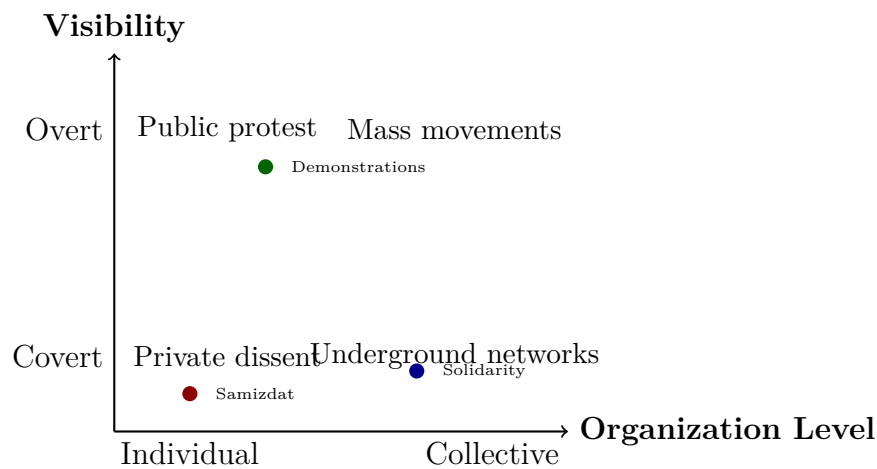 Visibility
Overt
Public protest
Mass movements
Demonstrations
Covert
Private dissent
Underground networks
Solidarity
Samizdat
Organization Level
Individual
Collective